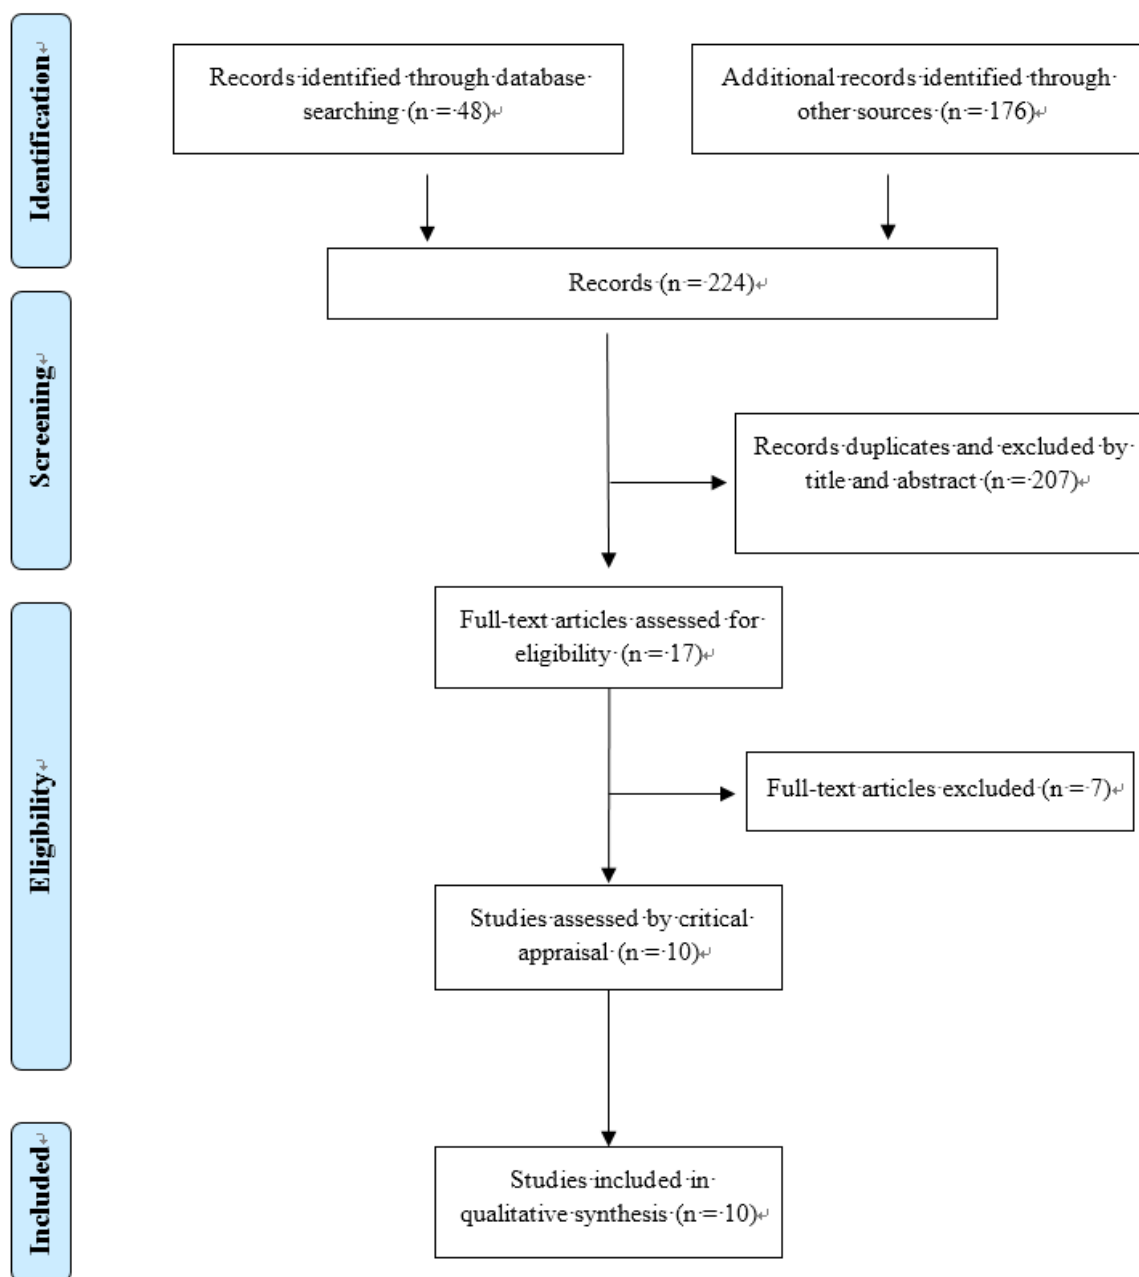 Identification
Records identified through database
searching (n = 48)
Additional records identified through
other sources (n = 176)
Records (n = 224)
Screening
Records duplicates and excluded by
title and abstract (n = 207)
Full-text articles assessed for
eligibility (n = 17)
Eligibility
Full-text articles excluded (n = 7)
Studies assessed by critical
appraisal (n = 10)
Included
Studies included in
qualitative synthesis (n = 10)